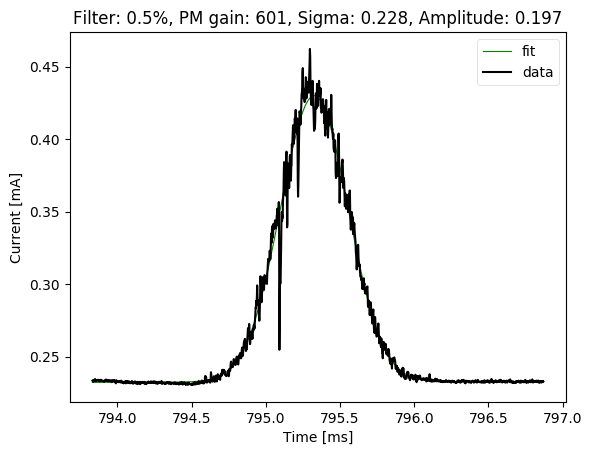 Filter: 0.5%, PM gain: 601, Sigma: 0.228, Amplitude: 0.197
fit
data
0.45
0.40
0.35
0.30
0.25
Current [mA]
794.0 794.5 795.0 795.5 796.0 796.5 797.0
Time [ms]